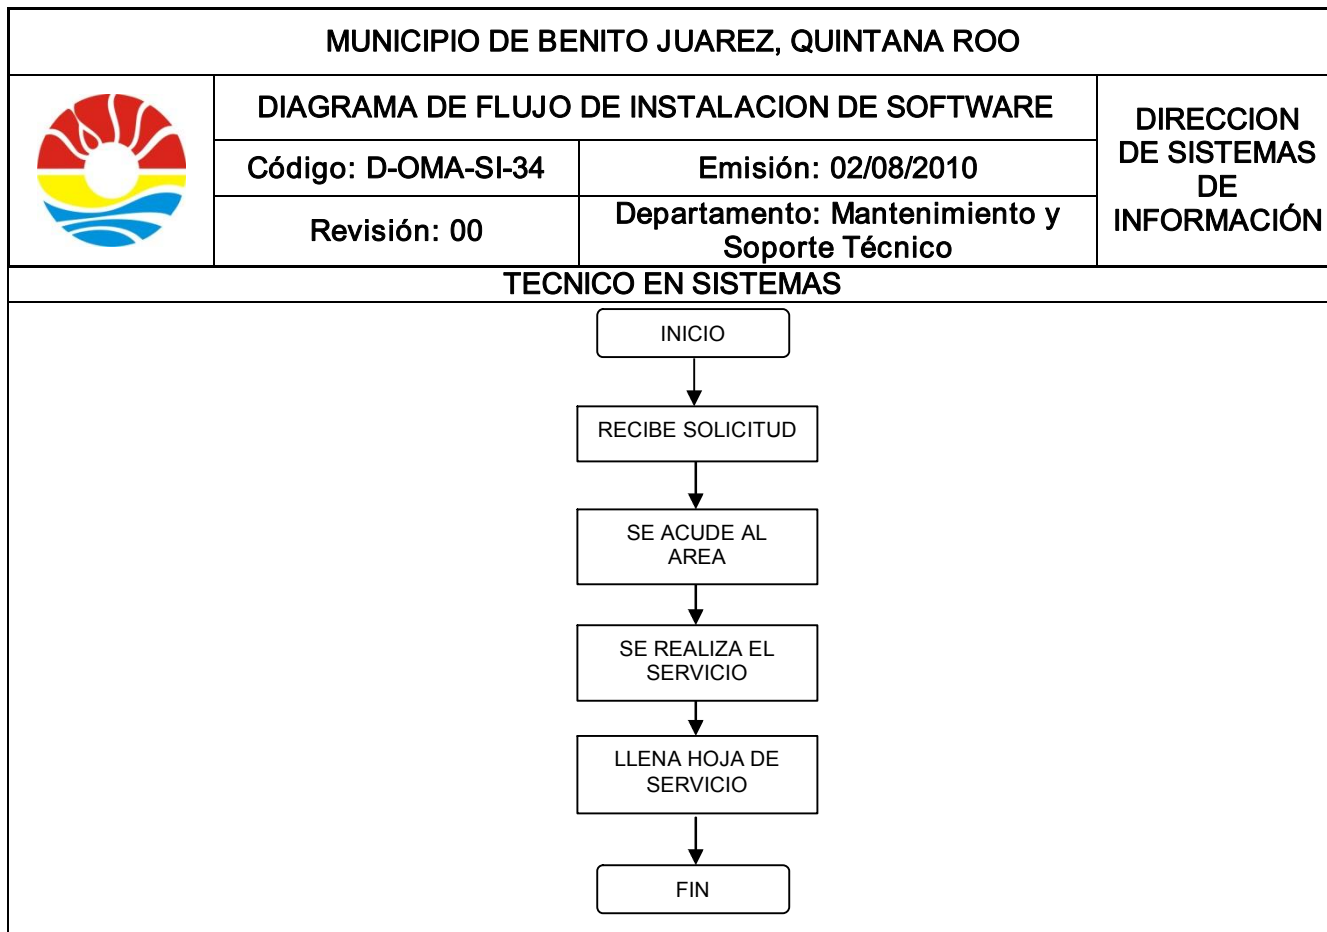 MUNICIPIO DE BENITO JUAREZ, QUINTANA ROO
DIAGRAMA DE FLUJO DE INSTALACION DE SOFTWARE
Código: D-OMA-SI-34
Emisión: 02/08/2010
Revisión: 00
Departamento: Mantenimiento y
Soporte Técnico
DIRECCION
DE SISTEMAS
DE
INFORMACIÓN
TECNICO EN SISTEMAS
INICIO
RECIBE SOLICITUD
SE ACUDE AL
AREA
SE REALIZA EL
SERVICIO
LLENA HOJA DE
SERVICIO
FIN